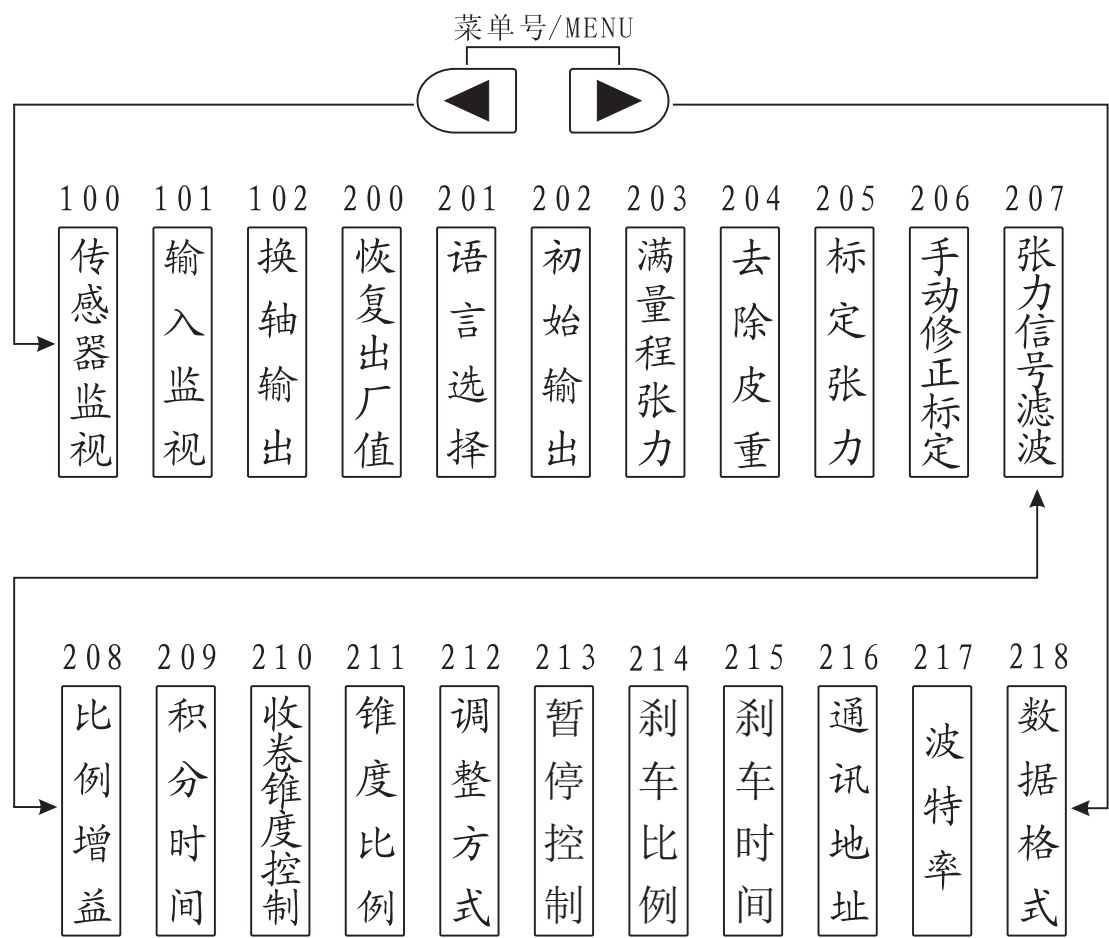 菜单号/MENU
100 101 102 200 201 202 203 204 205 206 207
传感器监视
输入监视
换轴输出
恢复出厂值
语言选择
初始输出
满量程张力
去除皮重
标定张力
手动修正标定
张力信号滤波
208 209 210 211 212 213 214 215 216 217 218
比例增益
积分时间
收卷锥度控制
锥度比例
调整方式
暂停控制
刹车比例
刹车时间
通讯地址
波特率
数据格式